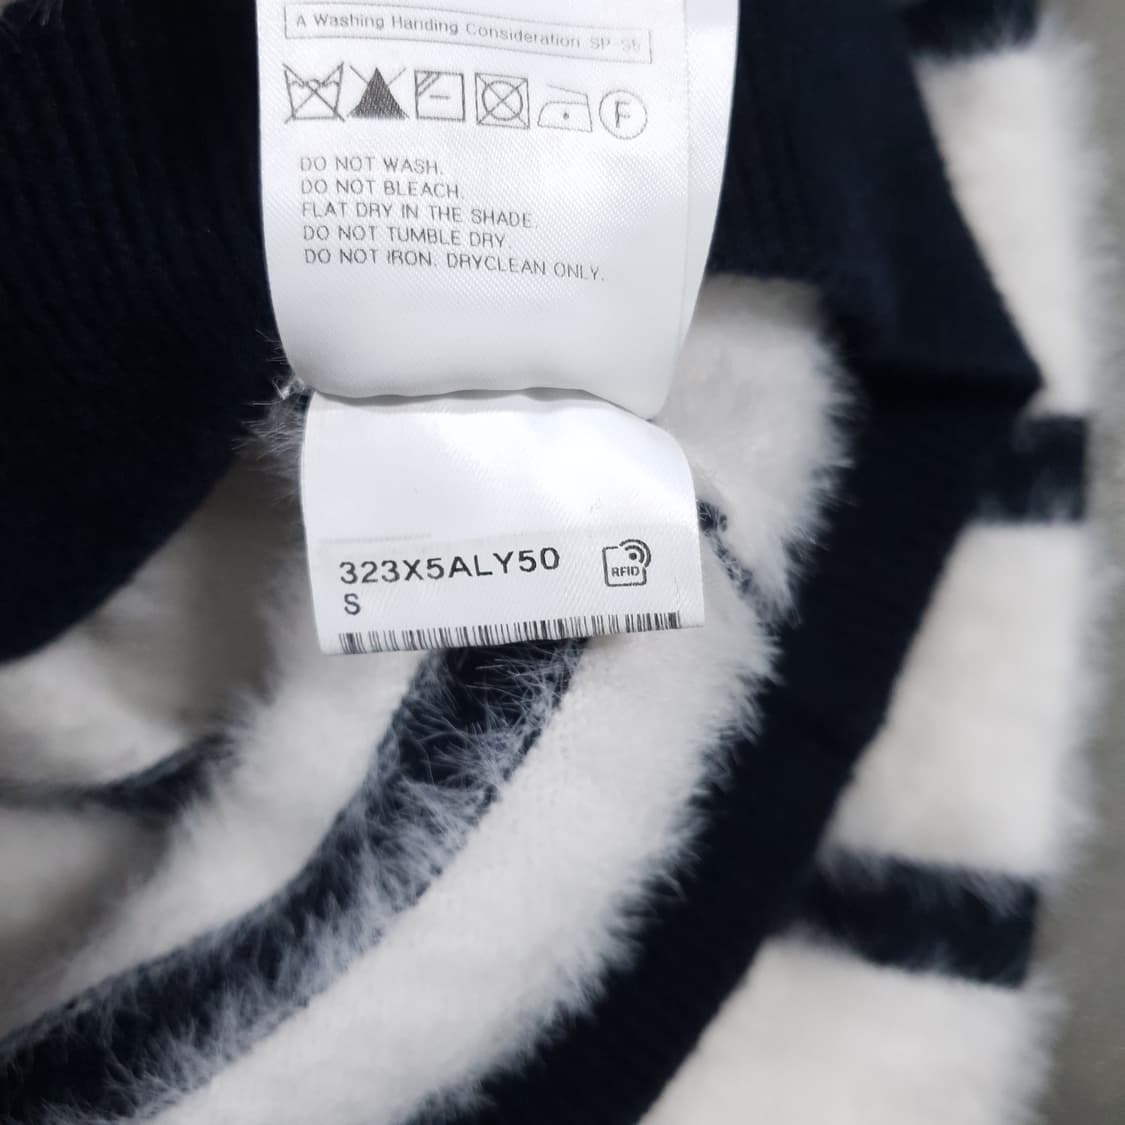 A Washing Handing Consideration SP-S5
F
DO NOT WASH.
DO NOT BLEACH.
FLAT DRY IN THE SHADE.
DO NOT TUMBLE DRY.
DO NOT IRON. DRYCLEAN ONLY.
323X5ALY50
RFID
S